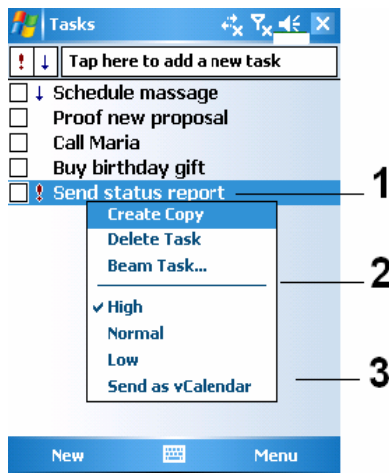 Tasks
! ↓ Tap here to add a new task
↓ Schedule massage
Proof new proposal
Call Maria
Buy birthday gift
! Send status report
1
Create Copy
Delete Task
Beam Task...
2
✓ High
Normal
Low
Send as vCalendar
3
New Menu